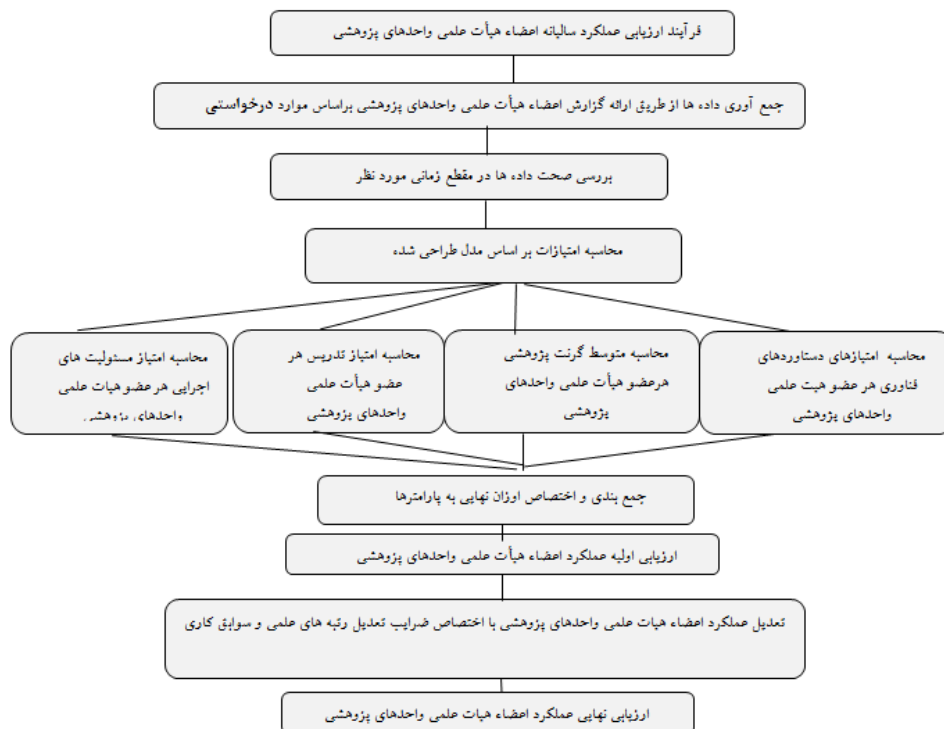 فرآیند ارزیابی عملکرد سالیانه اعضاء هیأت علمی واحدهای پژوهشی
جمع آوری داده ها از طریق ارائه گزارش اعضاء هیأت علمی واحدهای پژوهشی براساس موارد درخواستی
بررسی صحت داده ها در مقطع زمانی مورد نظر
محاسبه امتیازات بر اساس مدل طراحی شده
محاسبه امتیازهای دستاوردهای
فناوری هر عضو هیت علمی
واحدهای پژوهشی
محاسبه متوسط گرنت پژوهشی
هرعضو هیأت علمی واحدهای
پژوهشی
محاسبه امتیاز تدریس هر
عضو هیأت علمی
واحدهای پژوهشی
محاسبه امتیاز مسئولیت های
اجرایی هر عضو هیات علمی
واحدهای پژوهشی
جمع بندی و اختصاص اوزان نهایی به پارامترها
ارزیابی اولیه عملکرد اعضاء هیأت علمی واحدهای پژوهشی
تعدیل عملکرد اعضاء هیات علمی واحدهای پژوهشی با اختصاص ضرایب تعدیل رتبه های علمی و سوابق کاری
ارزیابی نهایی عملکرد اعضاء هیات علمی واحدهای پژوهشی